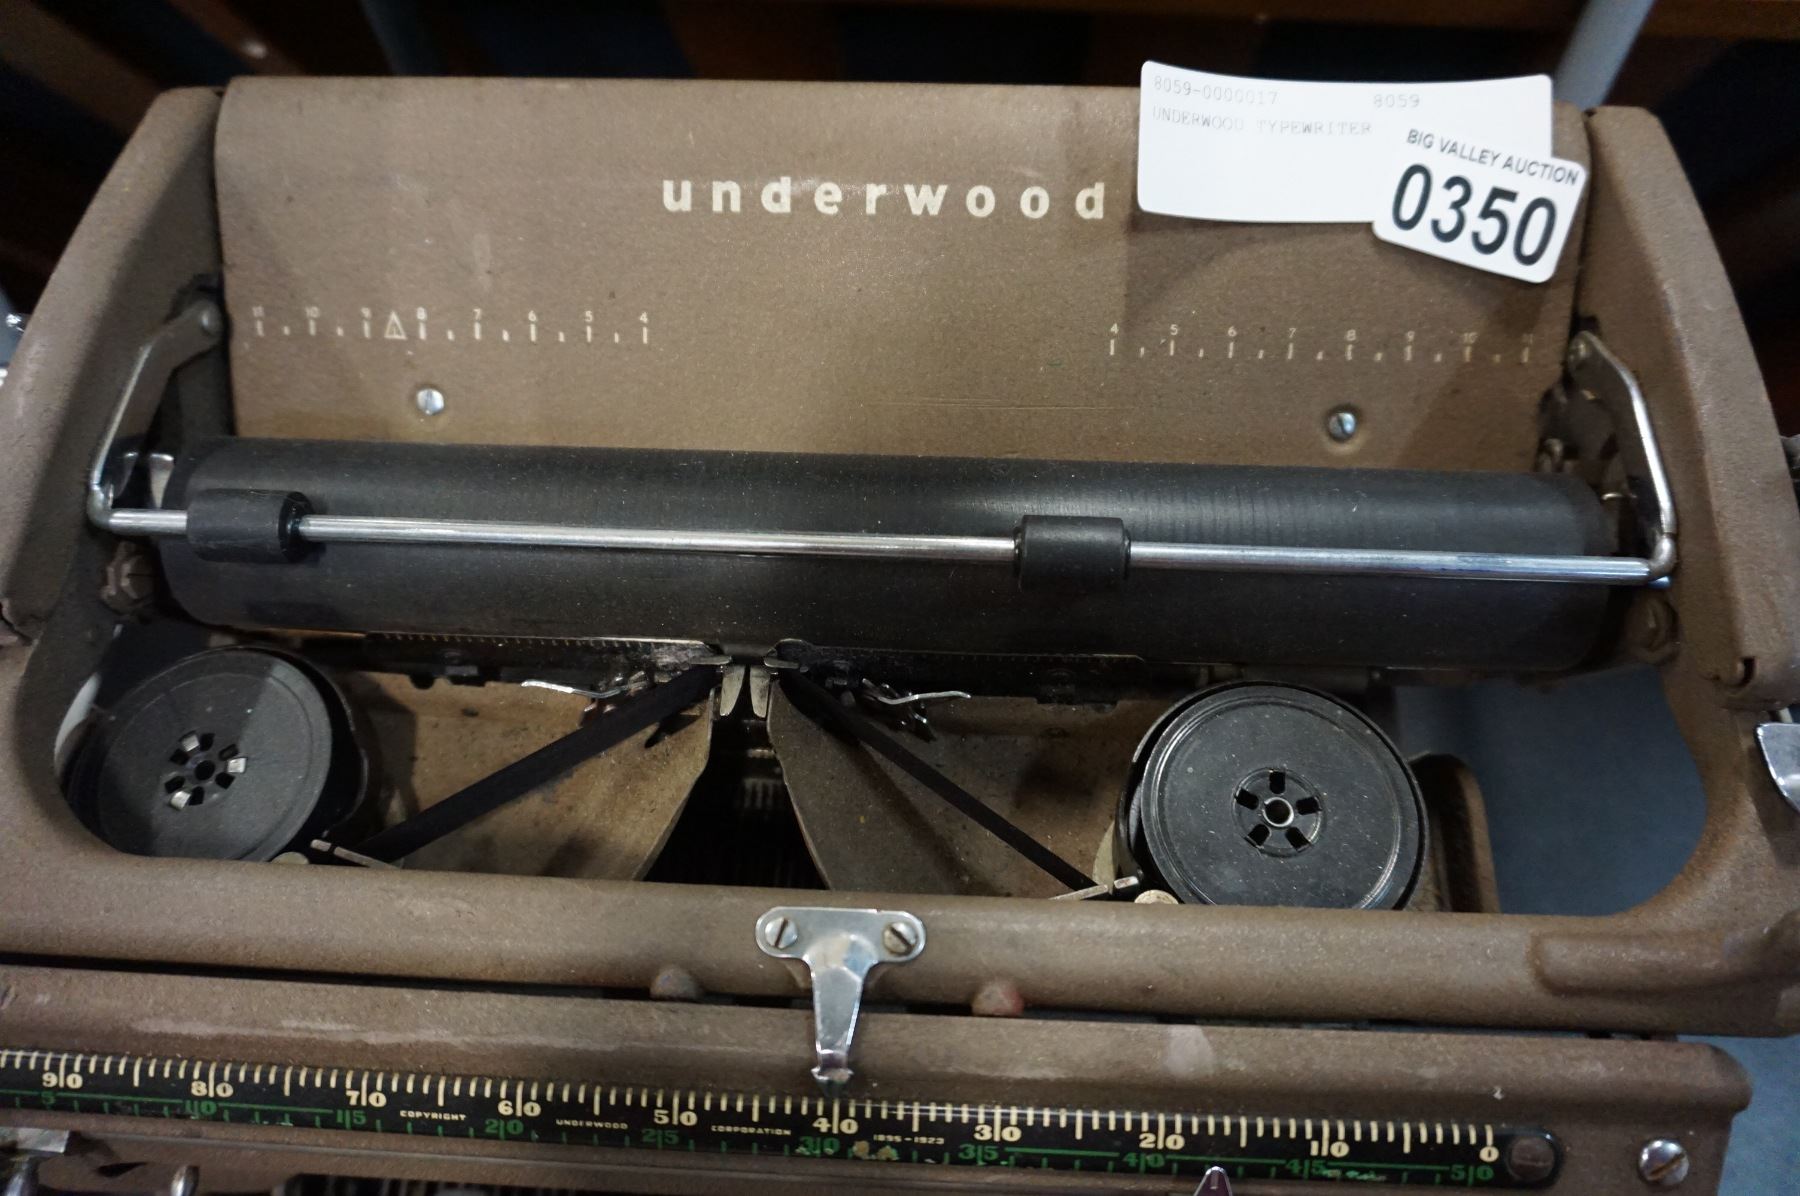 8059-0000017 8059
UNDERWOOD TYPEWRITER
BIG VALLEY AUCTION
0350
underwood
11 10 9 8 7 6 5 4
4 5 6 7 8 9 10 11
90 80 70 60 50 40 30 20 10 0
COPYRIGHT UNDERWOOD CORPORATION 1895-1923
5 10 15 20 25 30 35 40 45 50